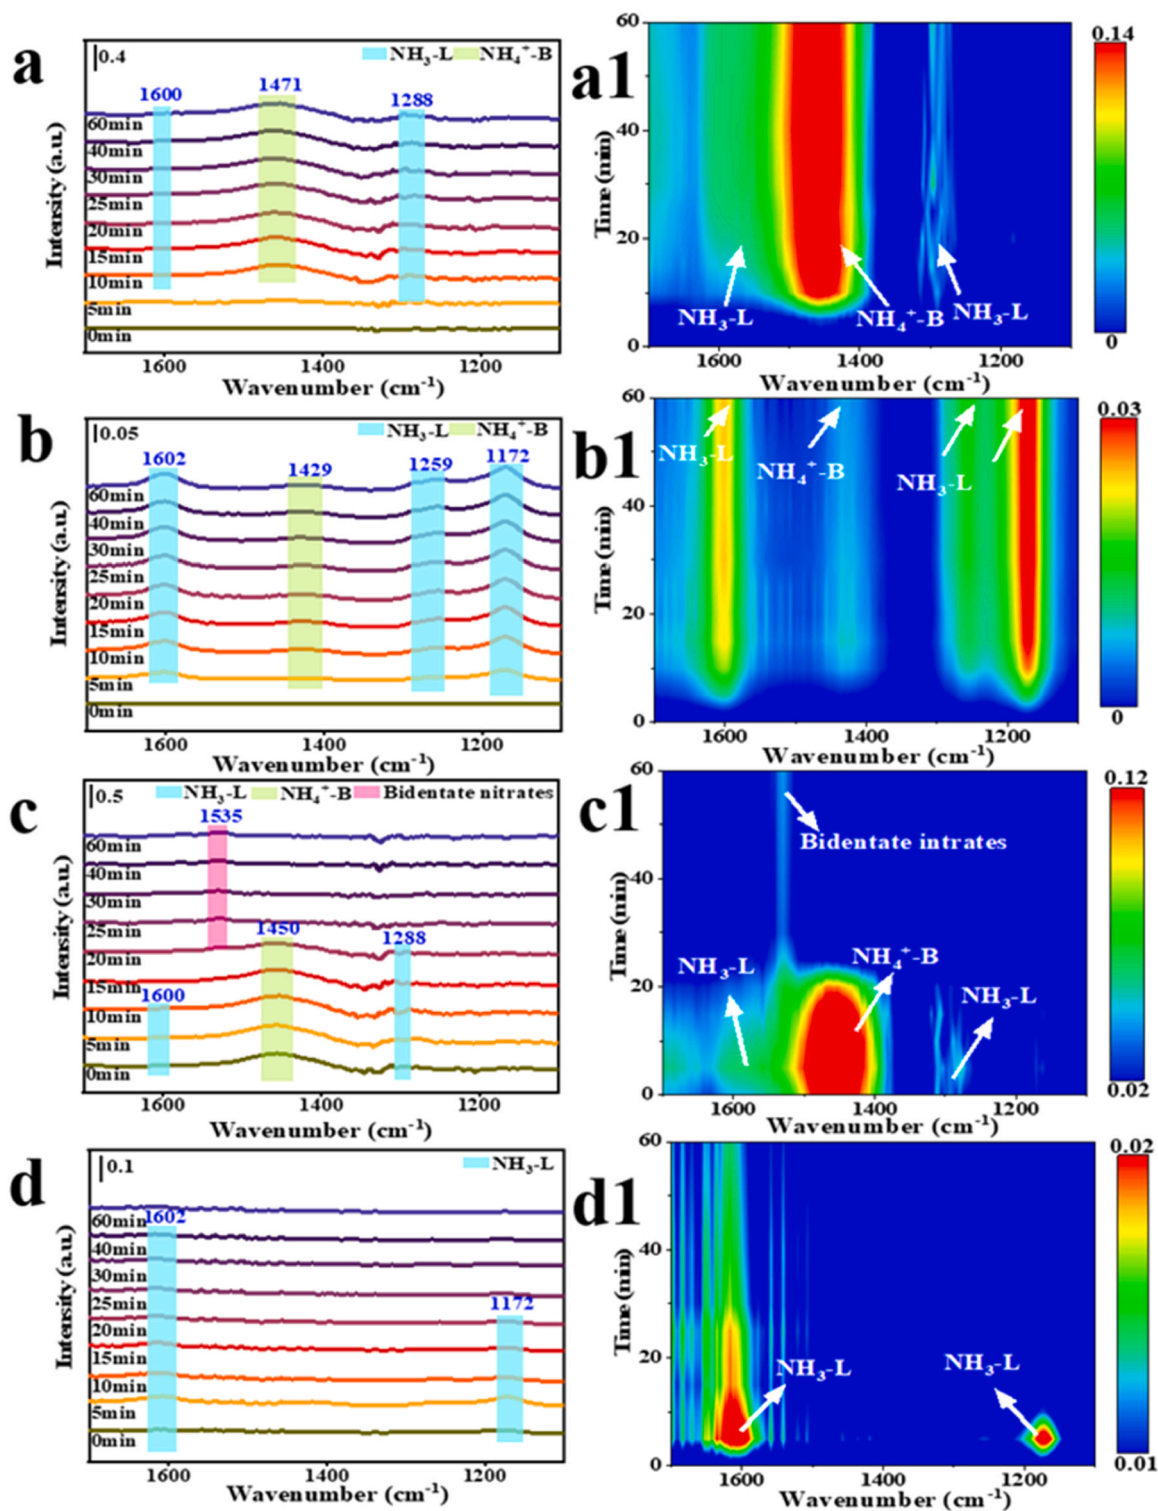 a
0.4
NH₃-L NH₄⁺-B
1600 1471 1288
60min
40min
30min
25min
20min
15min
10min
5min
0min
Intensity (a.u.)
1600 1400 1200
Wavenumber (cm⁻¹)
a1
60
40
20
0
Time (min)
NH₃-L NH₄⁺-B NH₃-L
1600 1400 1200
Wavenumber (cm⁻¹)
0.14
0
b
0.05
NH₃-L NH₄⁺-B
1602 1429 1259 1172
60min
40min
30min
25min
20min
15min
10min
5min
0min
Intensity (a.u.)
1600 1400 1200
Wavenumber (cm⁻¹)
b1
60
40
20
0
Time (min)
NH₃-L NH₄⁺-B NH₃-L
1600 1400 1200
Wavenumber (cm⁻¹)
0.03
0
c
0.5
NH₃-L NH₄⁺-B Bidentate nitrates
1535
1450 1288
1600
60min
40min
30min
25min
20min
15min
10min
5min
0min
Intensity (a.u.)
1600 1400 1200
Wavenumber (cm⁻¹)
c1
60
40
20
0
Time (min)
Bidentate intrates
NH₃-L NH₄⁺-B NH₃-L
1600 1400 1200
Wavenumber (cm⁻¹)
0.12
0.02
d
0.1
NH₃-L
1602
1172
60min
40min
30min
25min
20min
15min
10min
5min
0min
Intensity (a.u.)
1600 1400 1200
Wavenumber (cm⁻¹)
d1
60
40
20
0
Time (min)
NH₃-L NH₃-L
1600 1400 1200
Wavenumber (cm⁻¹)
0.02
0.01